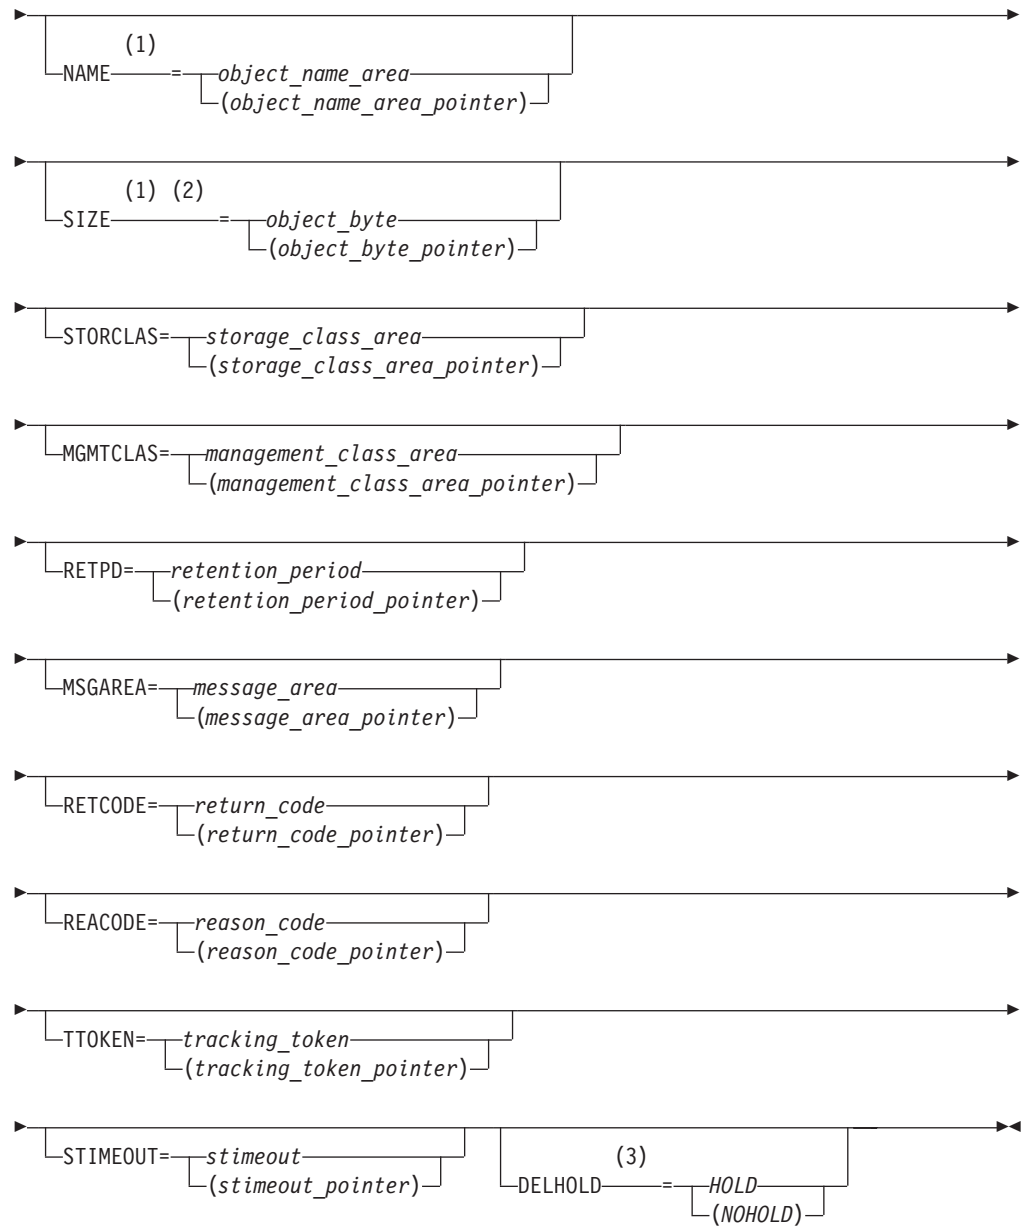 (1)
NAME = object_name_area
(object_name_area_pointer)
(1) (2)
SIZE = object_byte
(object_byte_pointer)
STORCLAS= storage_class_area
(storage_class_area_pointer)
MGMTCLAS= management_class_area
(management_class_area_pointer)
RETPD= retention_period
(retention_period_pointer)
MSGAREA= message_area
(message_area_pointer)
RETCODE= return_code
(return_code_pointer)
REACODE= reason_code
(reason_code_pointer)
TTOKEN= tracking_token
(tracking_token_pointer)
STIMEOUT= stimeout
(stimeout_pointer)
(3)
DELHOLD = HOLD
(NOHOLD)